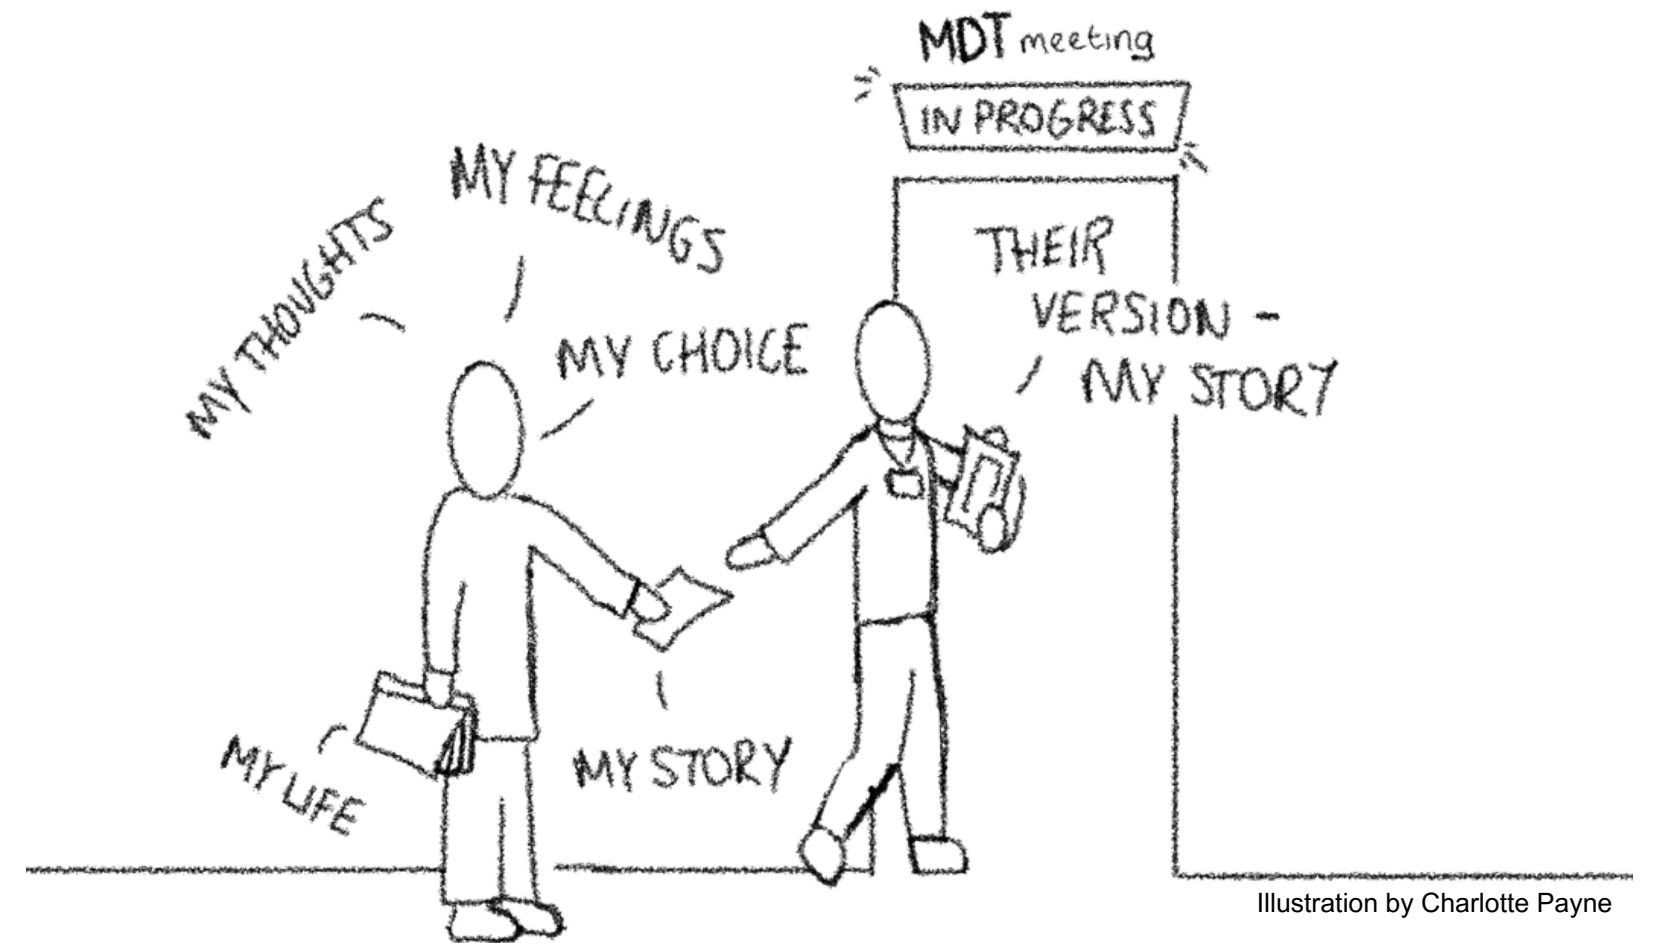 MDT meeting
IN PROGRESS
MY FEELINGS
MY THOUGHTS
MY CHOICE
THEIR
VERSION -
MY STORY
MY LIFE
MY STORY
Illustration by Charlotte Payne